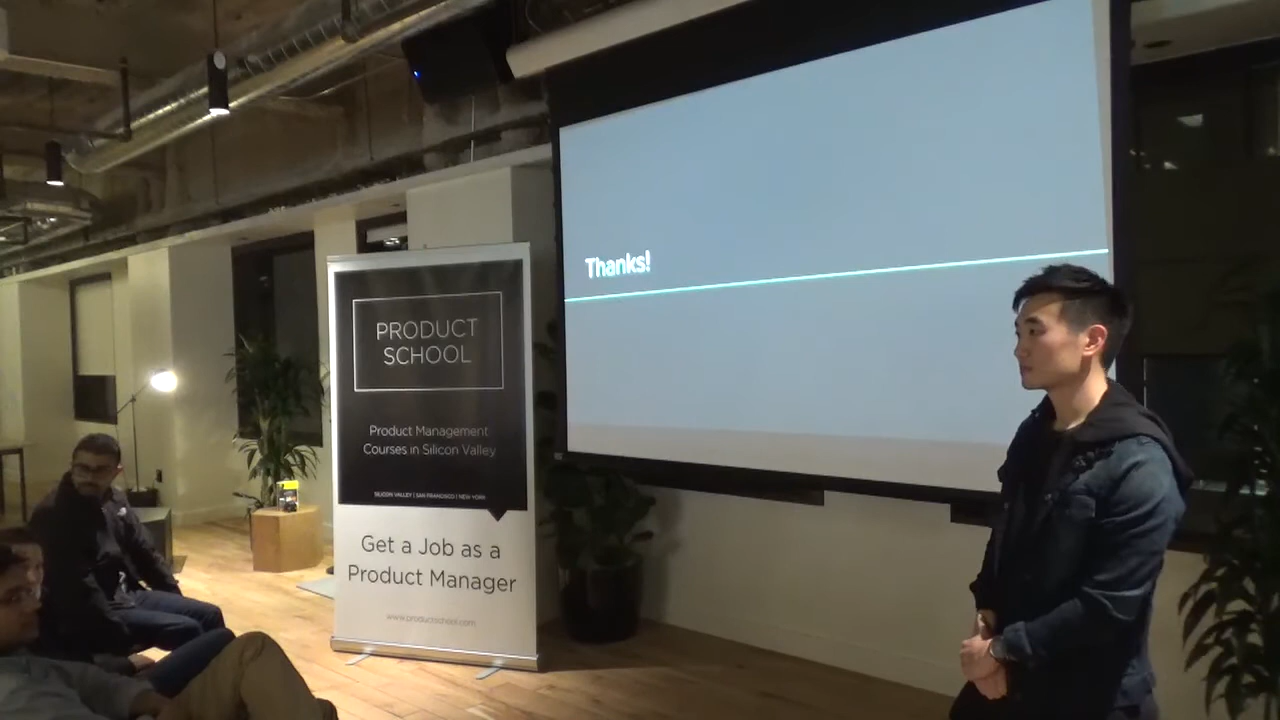 PRODUCT
SCHOOL
Product Management
Courses in Silicon Valley
SILICON VALLEY | SAN FRANCISCO | NEW YORK
Get a Job as a
Product Manager
www.productschool.com
Thanks!